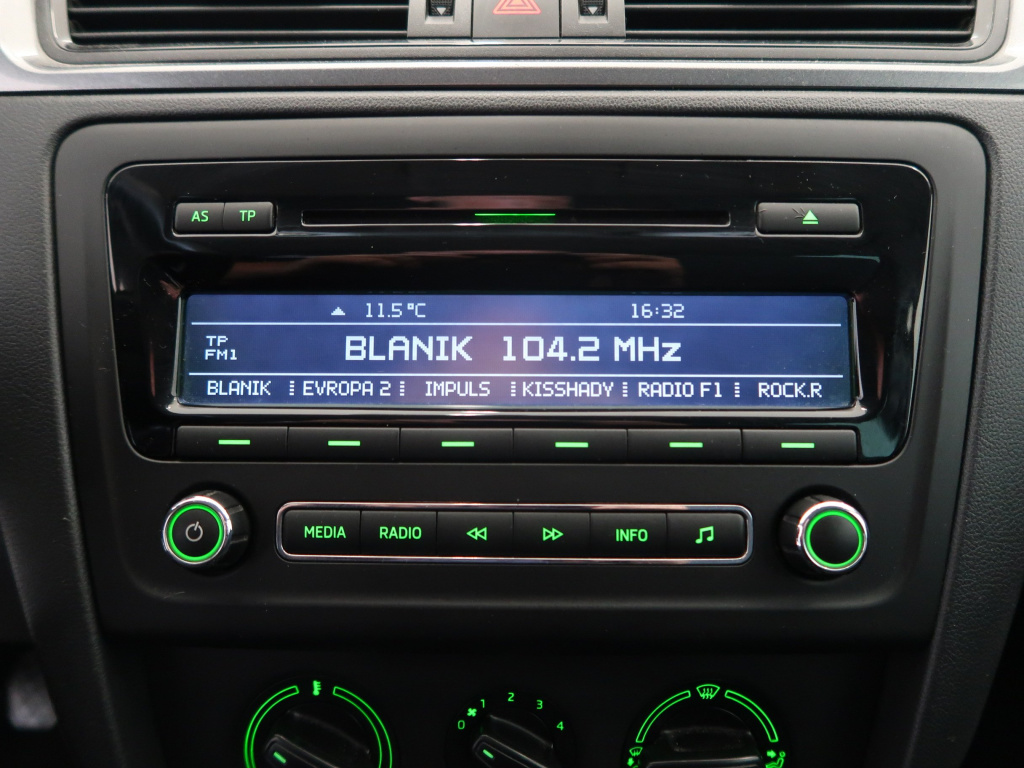 AS TP
11.5°C 16:32
TP
FM1
BLANIK 104.2 MHz
BLANIK EVROPA 2 IMPULS KISSHADY RADIO F1 ROCK.R
MEDIA RADIO INFO
0 1 2 3 4